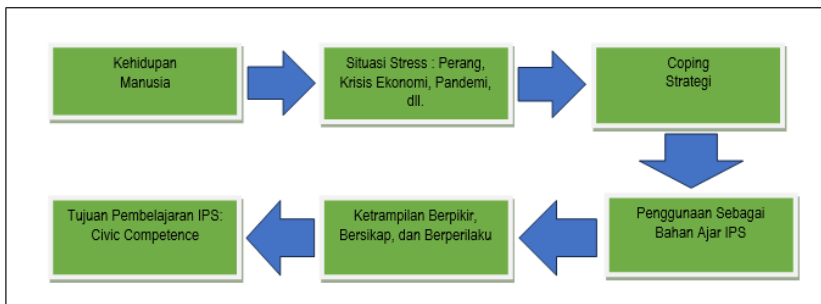 Kehidupan
Manusia
Situasi Stress : Perang,
Krisis Ekonomi, Pandemi,
dll.
Coping
Strategi
Penggunaan Sebagai
Bahan Ajar IPS
Ketrampilan Berpikir,
Bersikap, dan Berperilaku
Tujuan Pembelajaran IPS:
Civic Competence